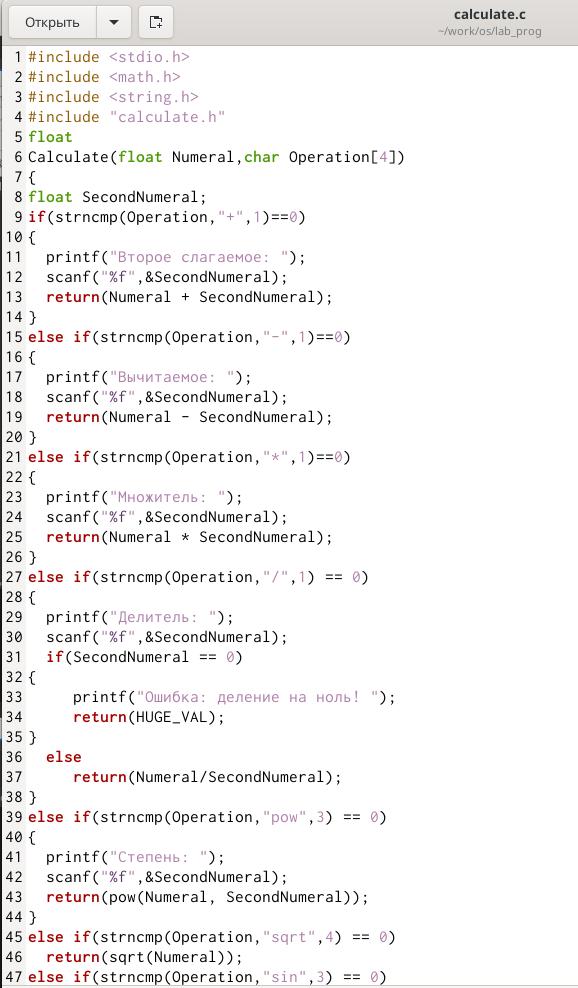 Открыть
calculate.c
~/work/os/lab_prog
1 #include <stdio.h>
2 #include <math.h>
3 #include <string.h>
4 #include "calculate.h"
5 float
6 Calculate(float Numeral,char Operation[4])
7 {
8 float SecondNumeral;
9 if(strncmp(Operation,"+",1)==0)
10 {
11   printf("Второе слагаемое: ");
12   scanf("%f",&SecondNumeral);
13   return(Numeral + SecondNumeral);
14 }
15 else if(strncmp(Operation,"-",1)==0)
16 {
17   printf("Вычитаемое: ");
18   scanf("%f",&SecondNumeral);
19   return(Numeral - SecondNumeral);
20 }
21 else if(strncmp(Operation,"*",1)==0)
22 {
23   printf("Множитель: ");
24   scanf("%f",&SecondNumeral);
25   return(Numeral * SecondNumeral);
26 }
27 else if(strncmp(Operation,"/",1) == 0)
28 {
29   printf("Делитель: ");
30   scanf("%f",&SecondNumeral);
31   if(SecondNumeral == 0)
32 {
33      printf("Ошибка: деление на ноль! ");
34      return(HUGE_VAL);
35 }
36   else
37      return(Numeral/SecondNumeral);
38 }
39 else if(strncmp(Operation,"pow",3) == 0)
40 {
41   printf("Степень: ");
42   scanf("%f",&SecondNumeral);
43   return(pow(Numeral, SecondNumeral));
44 }
45 else if(strncmp(Operation,"sqrt",4) == 0)
46   return(sqrt(Numeral));
47 else if(strncmp(Operation,"sin",3) == 0)